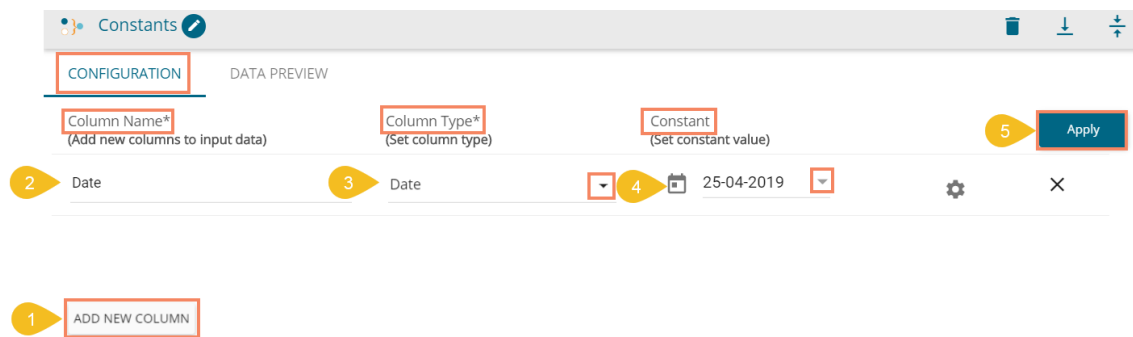 Constants
CONFIGURATION DATA PREVIEW
Column Name* Column Type* Constant
(Add new columns to input data) (Set column type) (Set constant value)
5 Apply
2 Date 3 Date 4 25-04-2019
1 ADD NEW COLUMN